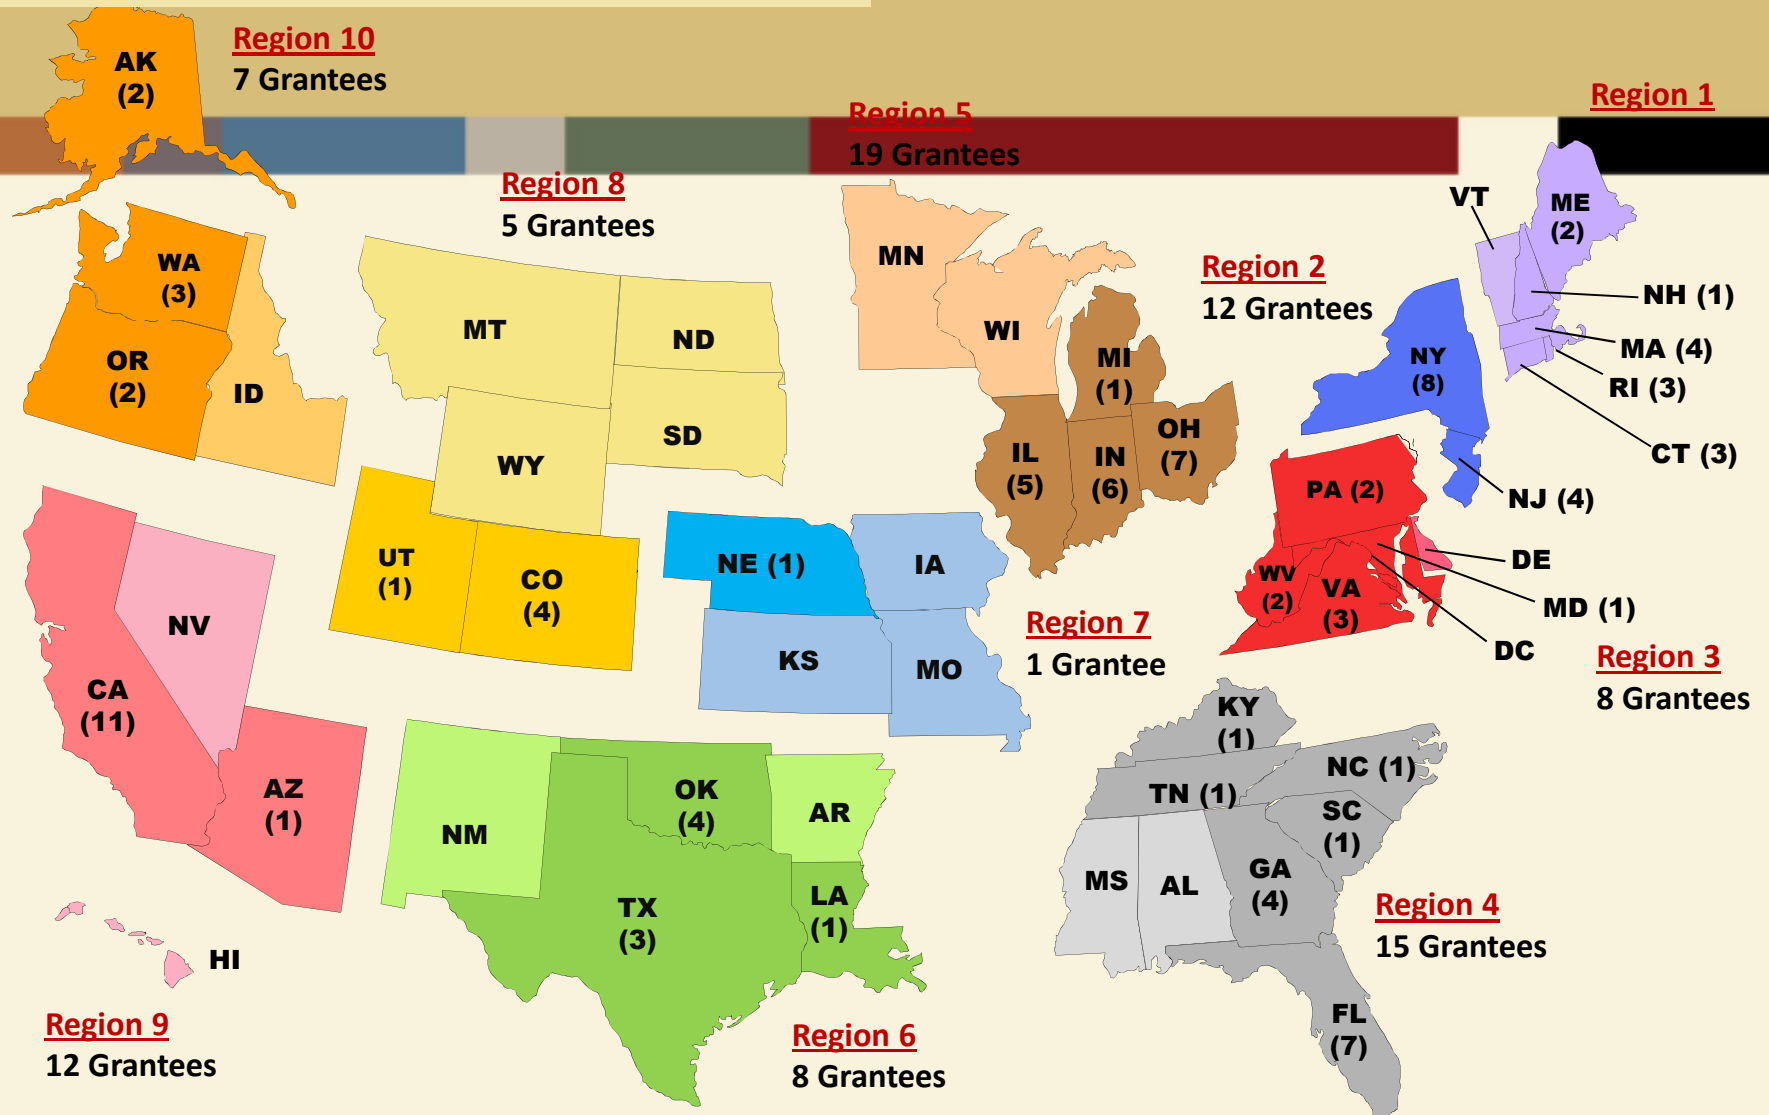 Region 10
7 Grantees
AK
(2)
WA
(3)
OR
(2)
ID
Region 8
5 Grantees
MT
ND
SD
WY
UT
(1)
CO
(4)
Region 5
19 Grantees
MN
WI
MI
(1)
IL
(5)
IN
(6)
OH
(7)
Region 1
VT
ME
(2)
NH (1)
MA (4)
RI (3)
CT (3)
Region 2
12 Grantees
NY
(8)
NJ (4)
PA (2)
WV
(2)
VA
(3)
DE
MD (1)
DC
Region 3
8 Grantees
NE (1)
IA
KS
MO
Region 7
1 Grantee
CA
(11)
NV
AZ
(1)
HI
Region 9
12 Grantees
NM
OK
(4)
AR
TX
(3)
LA
(1)
Region 6
8 Grantees
KY
(1)
TN (1)
NC (1)
SC
(1)
MS
AL
GA
(4)
FL
(7)
Region 4
15 Grantees